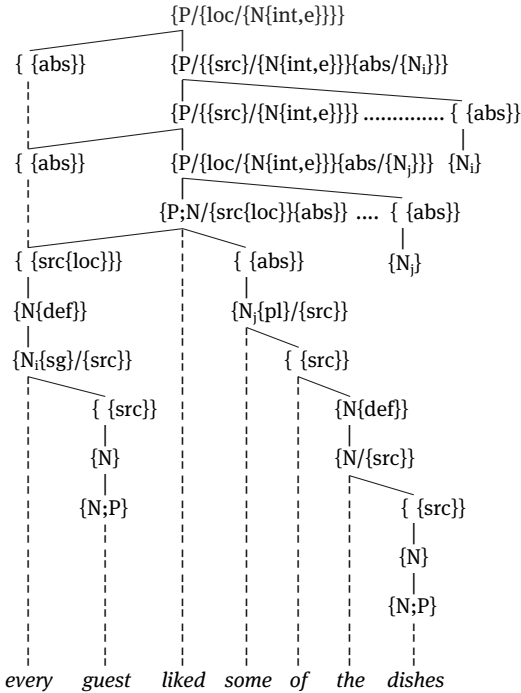 {P/{loc/{N{int,e}}}}
{ {abs}} {P/{{src}/{N{int,e}}}{abs/{Nᵢ}}}
{P/{{src}/{N{int,e}}}} .............. { {abs}}
{ {abs}} {P/{loc/{N{int,e}}}{abs/{Nⱼ}}} {Nᵢ}
{P;N/{src{loc}}{abs}} .... { {abs}}
{ {src{loc}}} { {abs}} {Nⱼ}
{N{def}} {Nⱼ{pl}/{src}}
{Nᵢ{sg}/{src}} { {src}}
{ {src}} {N{def}}
{N} {N/{src}}
{N;P} { {src}}
{N}
{N;P}
every guest liked some of the dishes